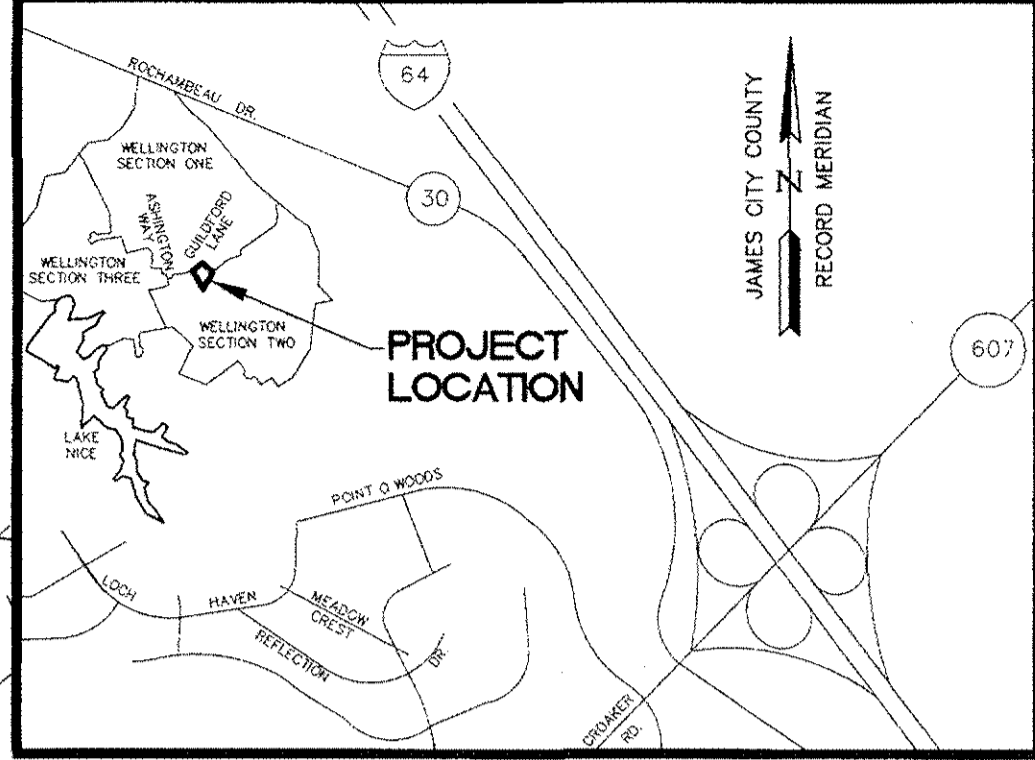 64
ROCHAMBEAU DR.
WELLINGTON
SECTION ONE
30
JAMES CITY COUNTY
N
RECORD MERIDIAN
ASHINGTON
WAY
GUILDFORD
LANE
WELLINGTON
SECTION THREE
WELLINGTON
SECTION TWO
PROJECT
LOCATION
607
LAKE
NICE
POINT O WOODS
LOCH HAVEN
MEADOW
CREST
REFLECTION DR.
CROAKER
RD.